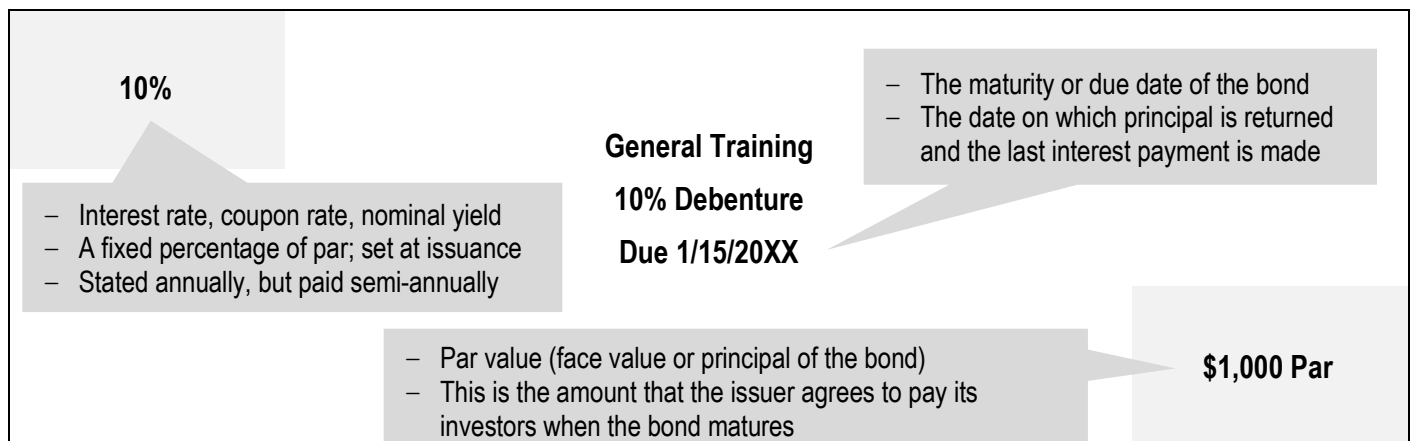 10%
– Interest rate, coupon rate, nominal yield
– A fixed percentage of par; set at issuance
– Stated annually, but paid semi-annually
General Training
10% Debenture
Due 1/15/20XX
– The maturity or due date of the bond
– The date on which principal is returned
and the last interest payment is made
– Par value (face value or principal of the bond)
– This is the amount that the issuer agrees to pay its
investors when the bond matures
$1,000 Par